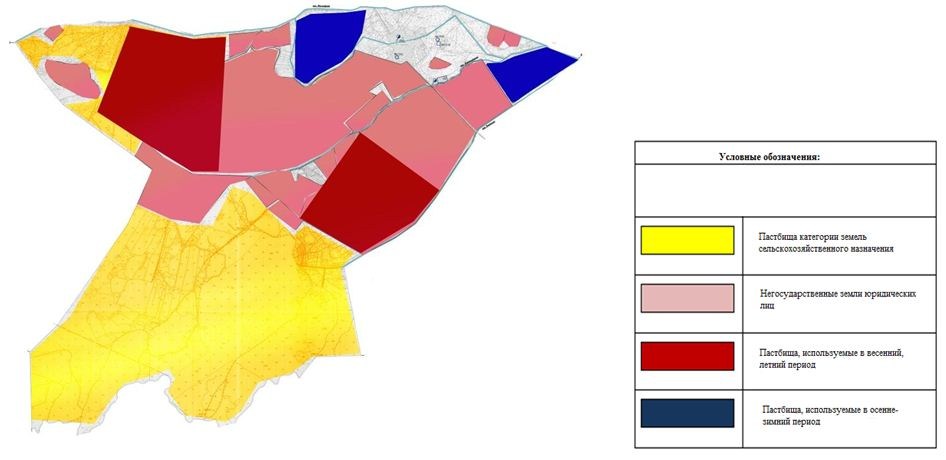 Условные обозначения:
Пастбища категории земель
сельскохозяйственного назначения
Негосударственные земли юридических
лиц
Пастбища, используемые в весенний,
летний период
Пастбища, используемые в осенне-
зимний период